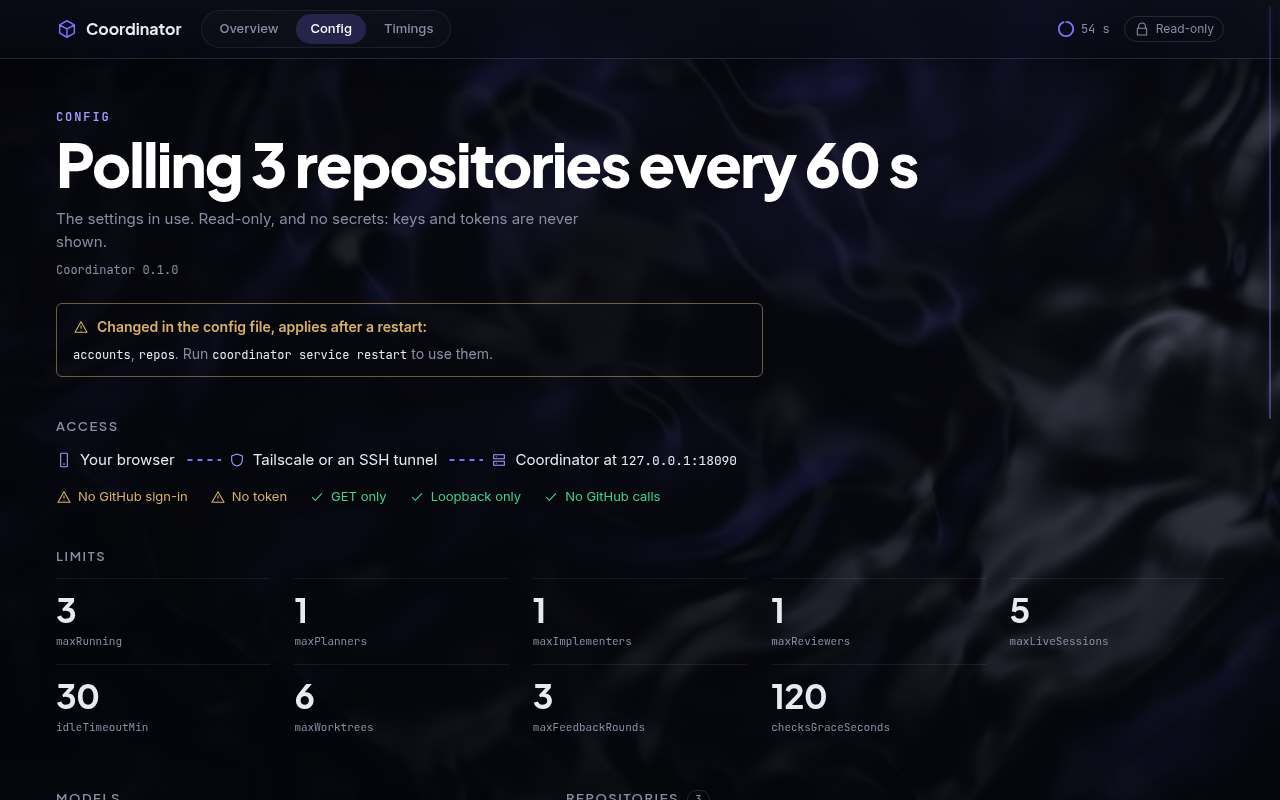 Coordinator
Overview
Config
Timings
54 s
Read-only
CONFIG
Polling 3 repositories every 60 s
The settings in use. Read-only, and no secrets: keys and tokens are never
shown.
Coordinator 0.1.0
Changed in the config file, applies after a restart:
accounts, repos. Run coordinator service restart to use them.
ACCESS
Your browser
Tailscale or an SSH tunnel
Coordinator at 127.0.0.1:18090
No GitHub sign-in
No token
GET only
Loopback only
No GitHub calls
LIMITS
3
maxRunning
1
maxPlanners
1
maxImplementers
1
maxReviewers
5
maxLiveSessions
30
idleTimeoutMin
6
maxWorktrees
3
maxFeedbackRounds
120
checksGraceSeconds
MODELS
REPOSITORIES 3